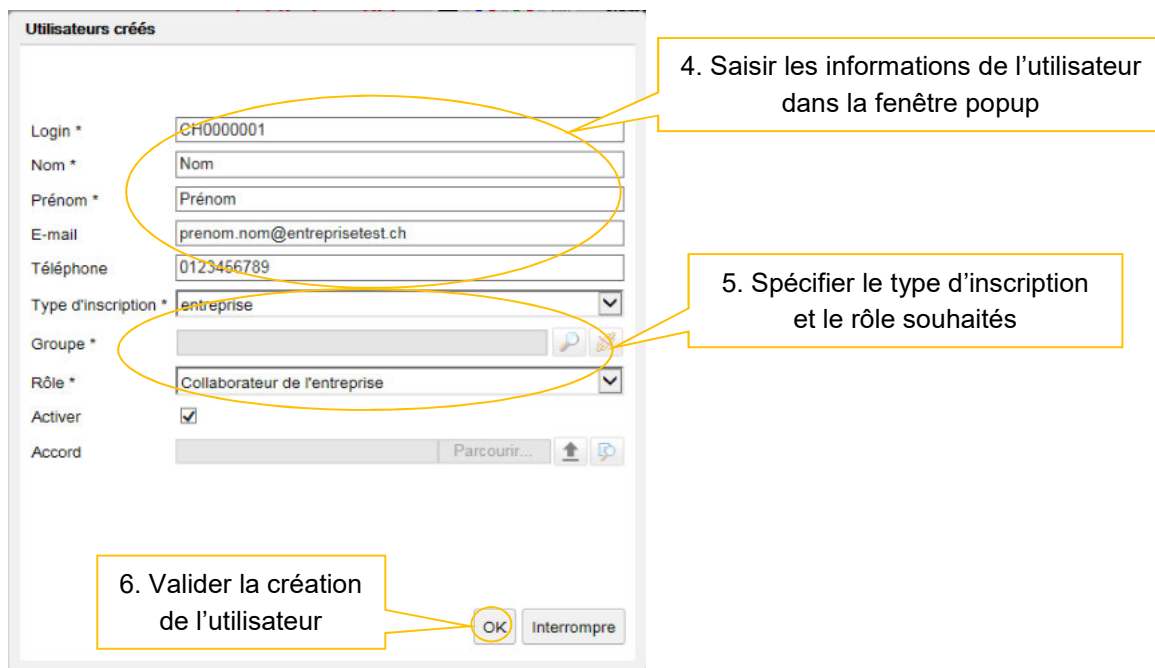 Utilisateurs créés
4. Saisir les informations de l'utilisateur
dans la fenêtre popup
Login * CH0000001
Nom * Nom
Prénom * Prénom
E-mail prenom.nom@entreprisetest.ch
Téléphone 0123456789
5. Spécifier le type d'inscription
et le rôle souhaités
Type d'inscription * entreprise
Groupe *
Rôle * Collaborateur de l'entreprise
Activer
Accord Parcourir...
6. Valider la création
de l'utilisateur
OK Interrompre